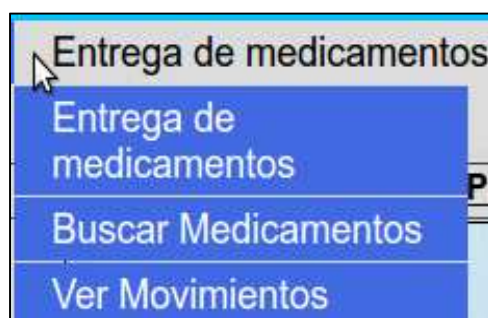 Entrega de medicamentos
Entrega de
medicamentos
P
Buscar Medicamentos
Ver Movimientos